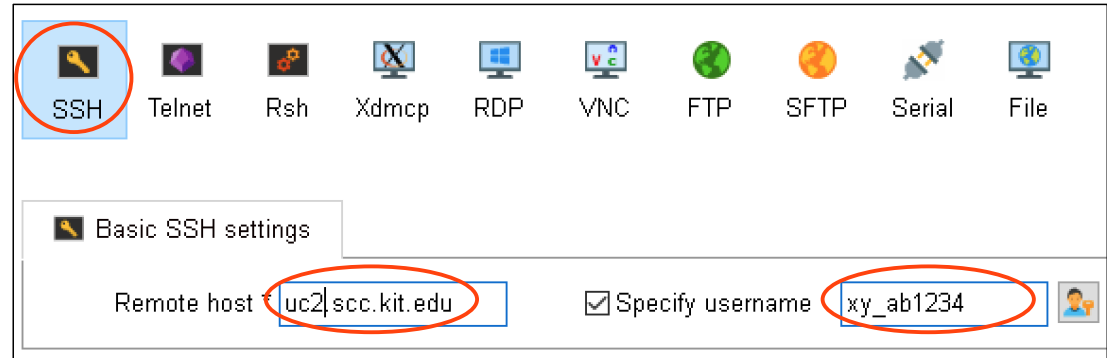 SSH Telnet Rsh Xdmcp RDP VNC FTP SFTP Serial File
Basic SSH settings
Remote host * uc2.scc.kit.edu Specify username xy_ab1234